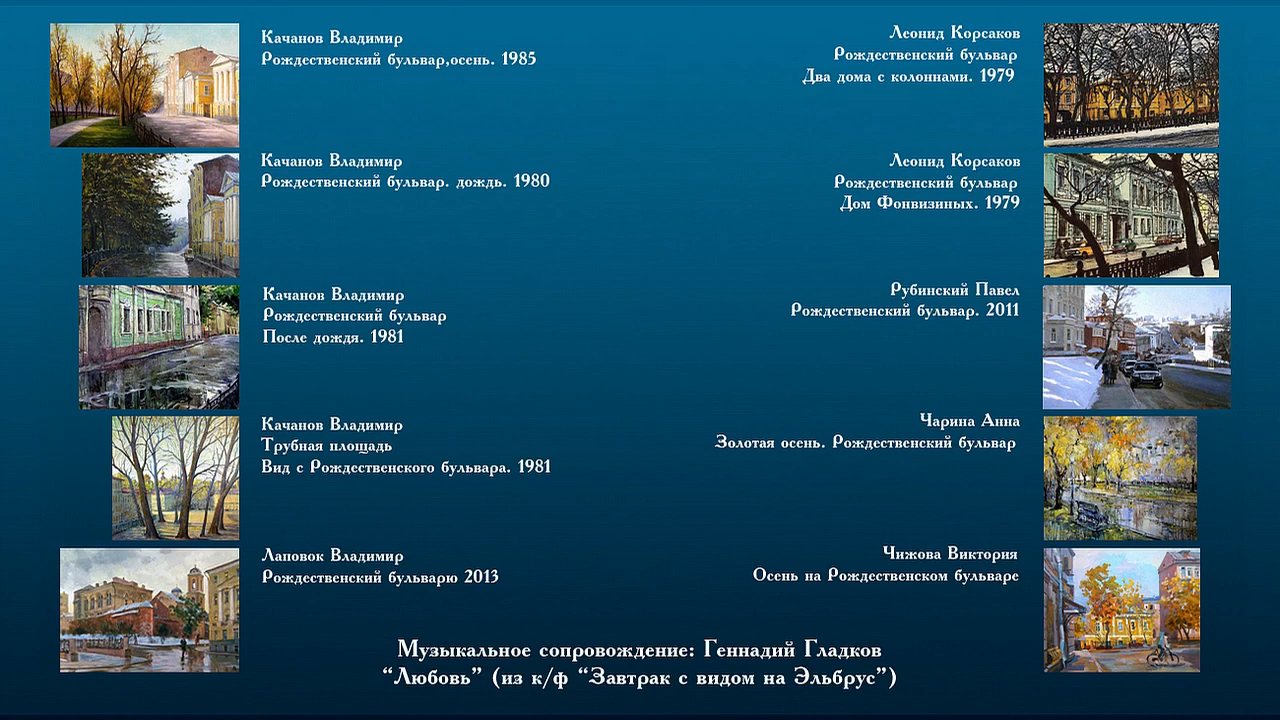 Качанов Владимир
Рождественский бульвар,осень. 1985
Качанов Владимир
Рождественский бульвар. дождь. 1980
Качанов Владимир
Рождественский бульвар
После дождя. 1981
Качанов Владимир
Трубная площадь
Вид с Рождественского бульвара. 1981
Лановок Владимир
Рождественский бульварю 2013
Леонид Корсаков
Рождественский бульвар
Два дома с колоннами. 1979
Леонид Корсаков
Рождественский бульвар
Дом Фонвизиных. 1979
Рубинский Павел
Рождественский бульвар. 2011
Чарина Анна
Золотая осень. Рождественский бульвар
Чижова Виктория
Осень на Рождественском бульваре
Музыкальное сопровождение: Геннадий Гладков
“Любовь” (из к/ф “Завтрак с видом на Эльбрус”)